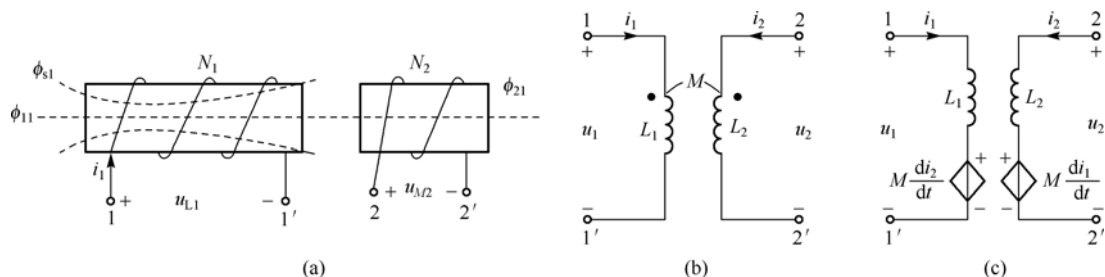 ϕs1
N1
N2
ϕ21
ϕ11
i1
+ uL1 −
1 1′
+ uM2 −
2 2′
(a)
1 i1 i2 2
+ +
M
u1 L1 L2 u2
− −
1′ 2′
(b)
1 i1 i2 2
+ +
L1 L2
u1 u2
M di2/dt + − + − M di1/dt
− −
1′ 2′
(c)